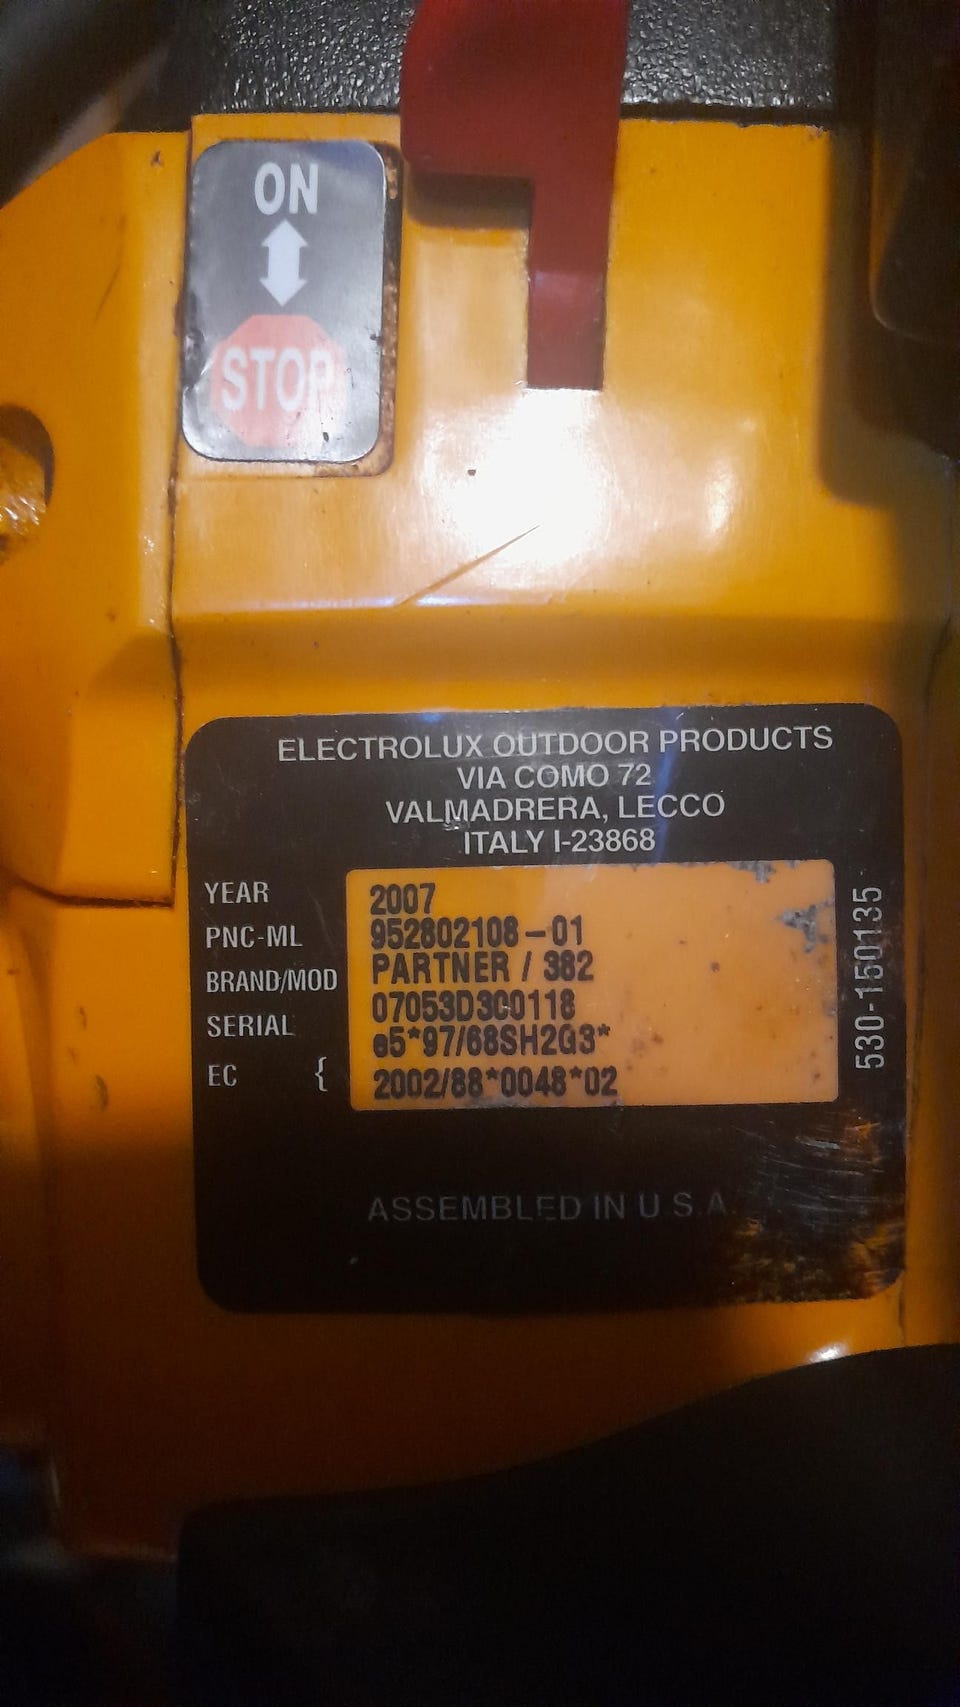 ON
STOP
ELECTROLUX OUTDOOR PRODUCTS
VIA COMO 72
VALMADRERA, LECCO
ITALY I-23868
YEAR 2007
PNC-ML 952802108-01
BRAND/MOD PARTNER / 382
SERIAL 07053D300118
EC { e5*97/68SH2G3*
2002/88*0048*02
530-150135
ASSEMBLED IN U.S.A.